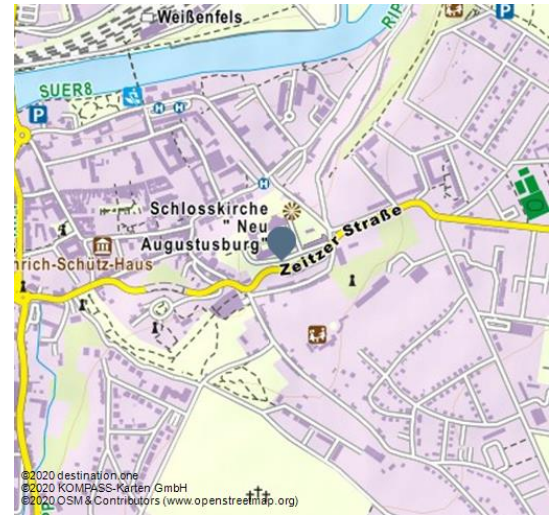 Weißenfels
RIP
SUER8
P
P
H
H
H
Schlosskirche
" Neu
Augustusburg"
Zeitzer Straße
nrich-Schütz-Haus
©2020 destination.one
©2020 KOMPASS-Karten GmbH
©2020 OSM & Contributors (www.openstreetmap.org)